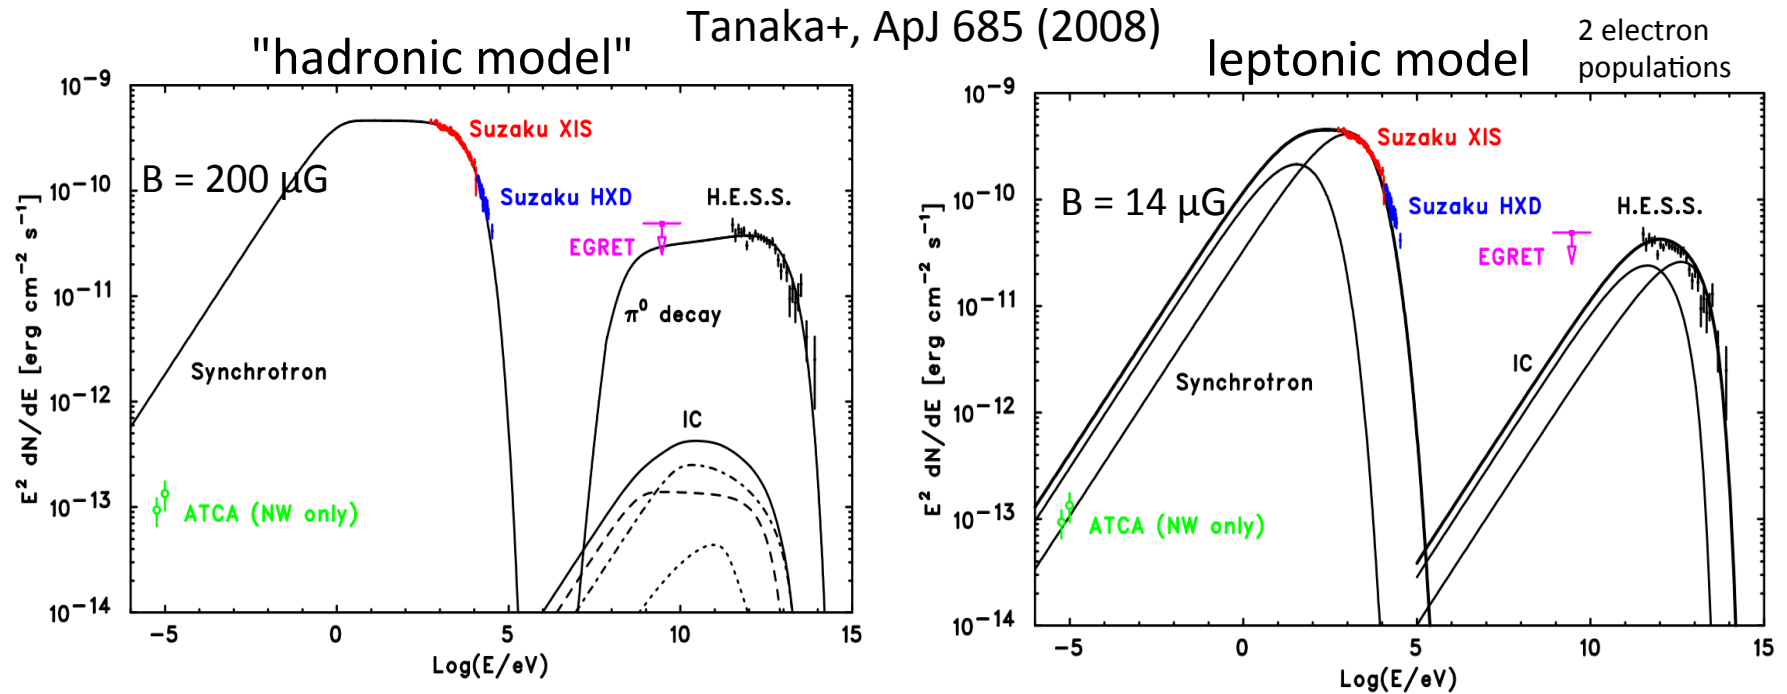 Tanaka+, ApJ 685 (2008)
"hadronic model"
10⁻⁹
10⁻¹⁰
10⁻¹¹
10⁻¹²
10⁻¹³
10⁻¹⁴
E² dN/dE [erg cm⁻² s⁻¹]
B = 200 μG
Suzaku XIS
Suzaku HXD
H.E.S.S.
EGRET
π⁰ decay
Synchrotron
IC
ATCA (NW only)
−5
0
5
10
15
Log(E/eV)
leptonic model
2 electron
populations
10⁻⁹
10⁻¹⁰
10⁻¹¹
10⁻¹²
10⁻¹³
10⁻¹⁴
E² dN/dE [erg cm⁻² s⁻¹]
B = 14 μG
Suzaku XIS
Suzaku HXD
H.E.S.S.
EGRET
IC
Synchrotron
ATCA (NW only)
−5
0
5
10
15
Log(E/eV)